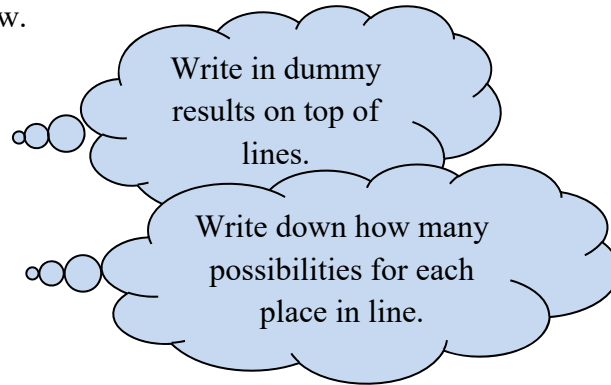 w.
Write in dummy
results on top of
lines.
Write down how many
possibilities for each
place in line.